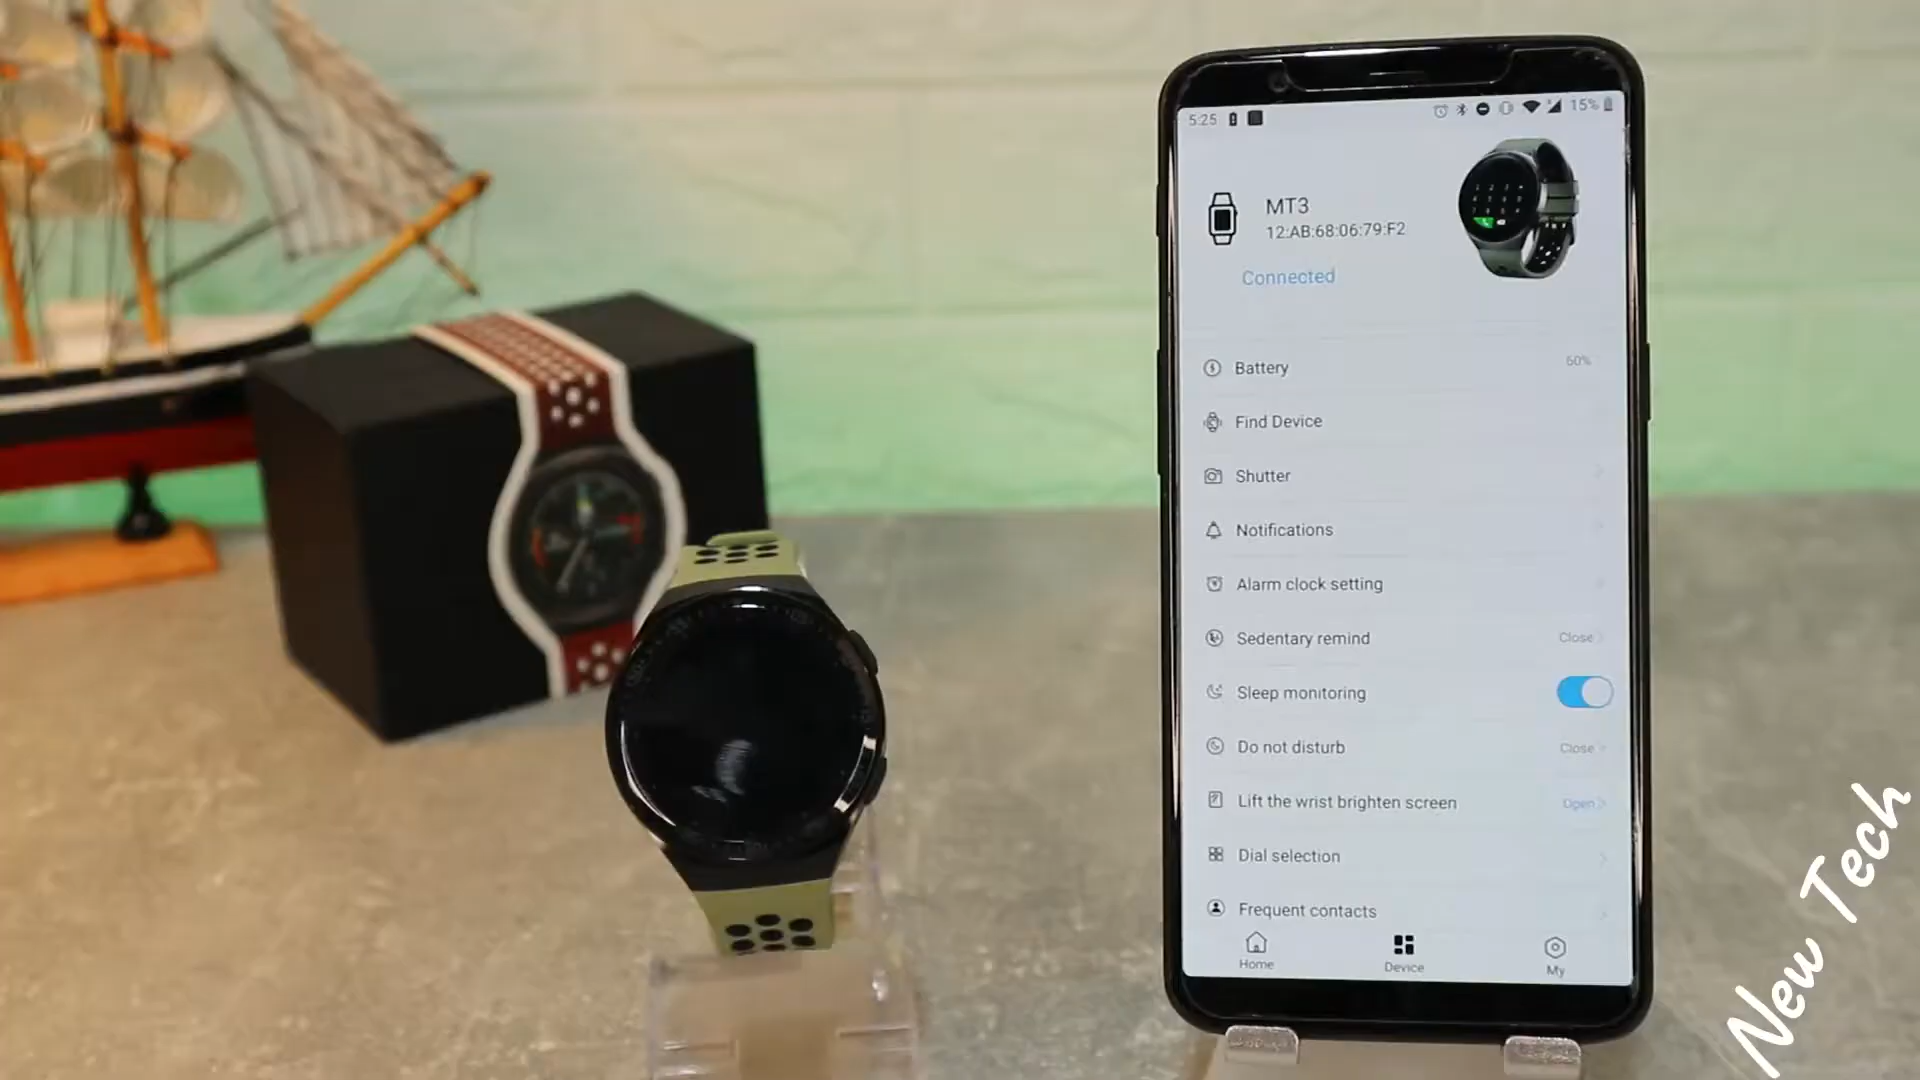 5:25
15%
MT3
12:AB:68:06:79:F2
Connected
Battery
60%
Find Device
Shutter
Notifications
Alarm clock setting
Sedentary remind
Close
Sleep monitoring
Do not disturb
Close
Lift the wrist brighten screen
Open
Dial selection
Frequent contacts
Home
Device
My
New Tech